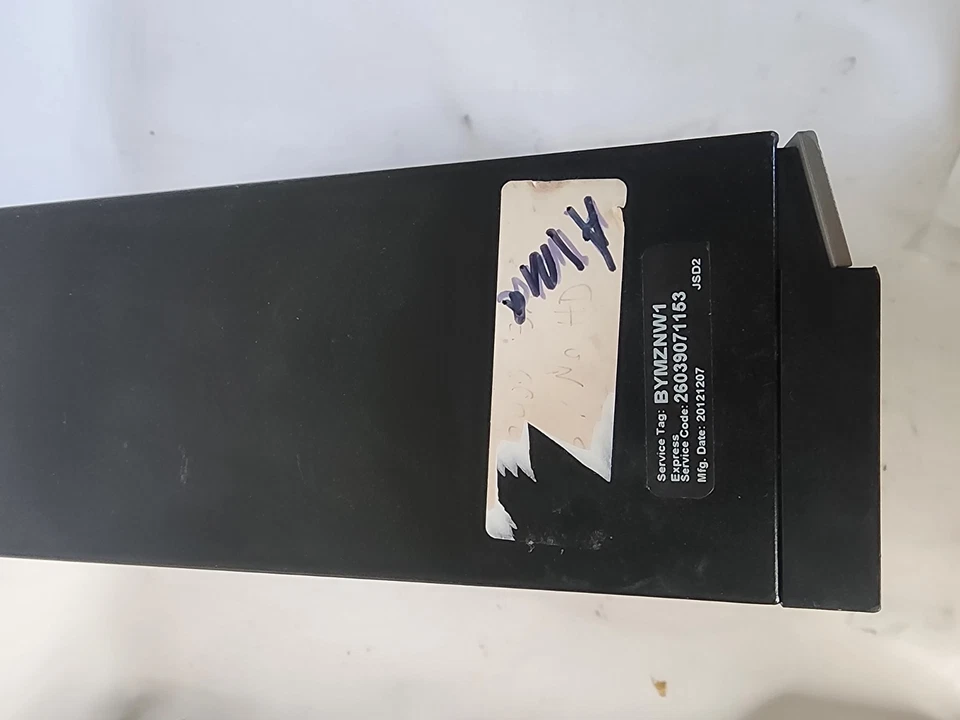 NO HD
Service Tag: BYMZNW1
Express
Service Code: 26039071153
Mfg. Date: 20121207
JSD2